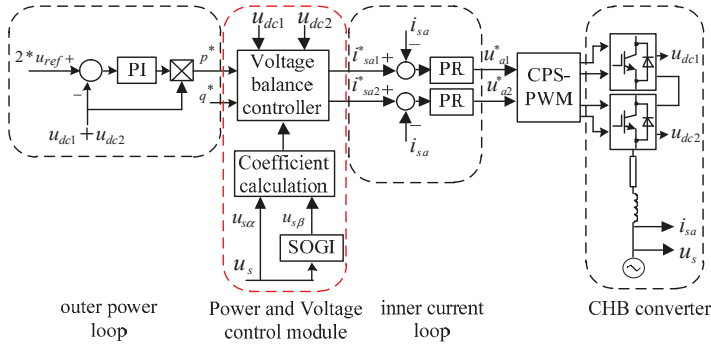 u_dc1 u_dc2
i_sa
2*u_ref + PI p* Voltage balance controller i*_sa1 + − PR u*_a1 CPS-PWM u_dc1
− q* i*_sa2 + − PR u*_a2 u_dc2
u_dc1+u_dc2
i_sa
Coefficient calculation
u_sα u_sβ
SOGI
u_s
i_sa
u_s
outer power loop
Power and Voltage control module
inner current loop
CHB converter